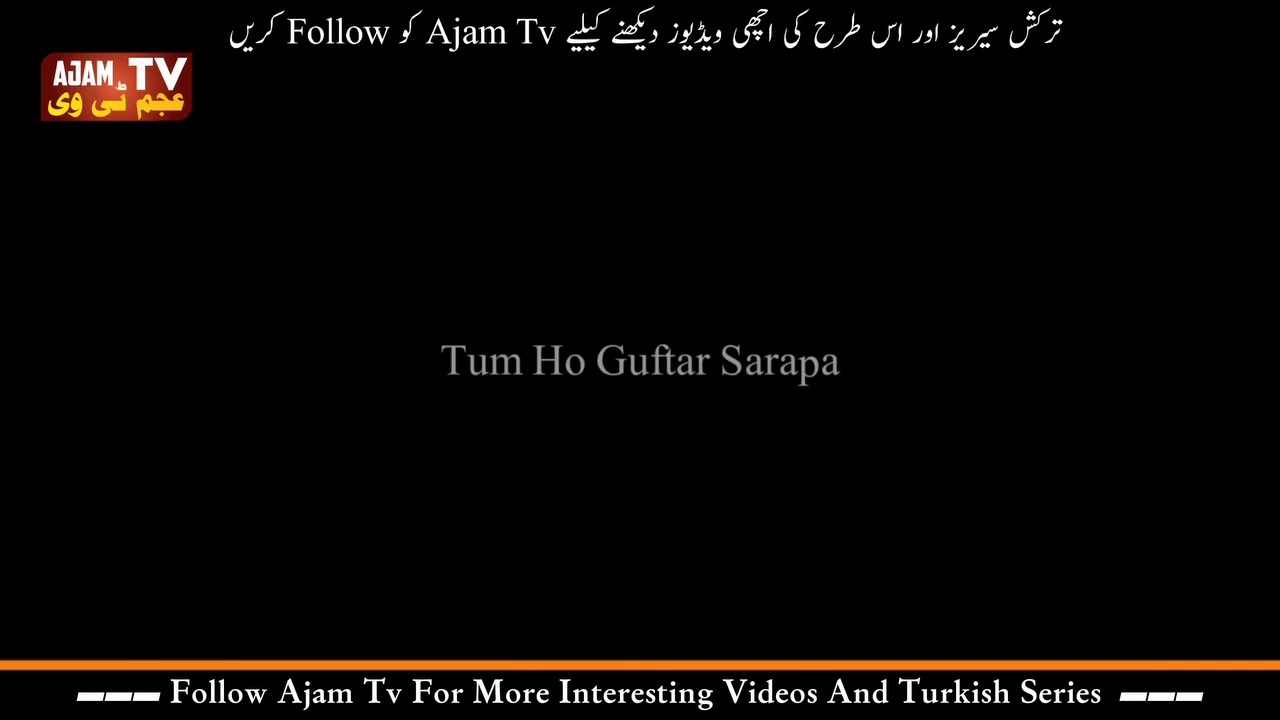 ترکش سیریز اور اس طرح کی اچھی ویڈیوز دیکھنے کیلیے Ajam Tv کو Follow کریں
AJAM TV
عجم ٹی وی
Tum Ho Guftar Sarapa
Follow Ajam Tv For More Interesting Videos And Turkish Series